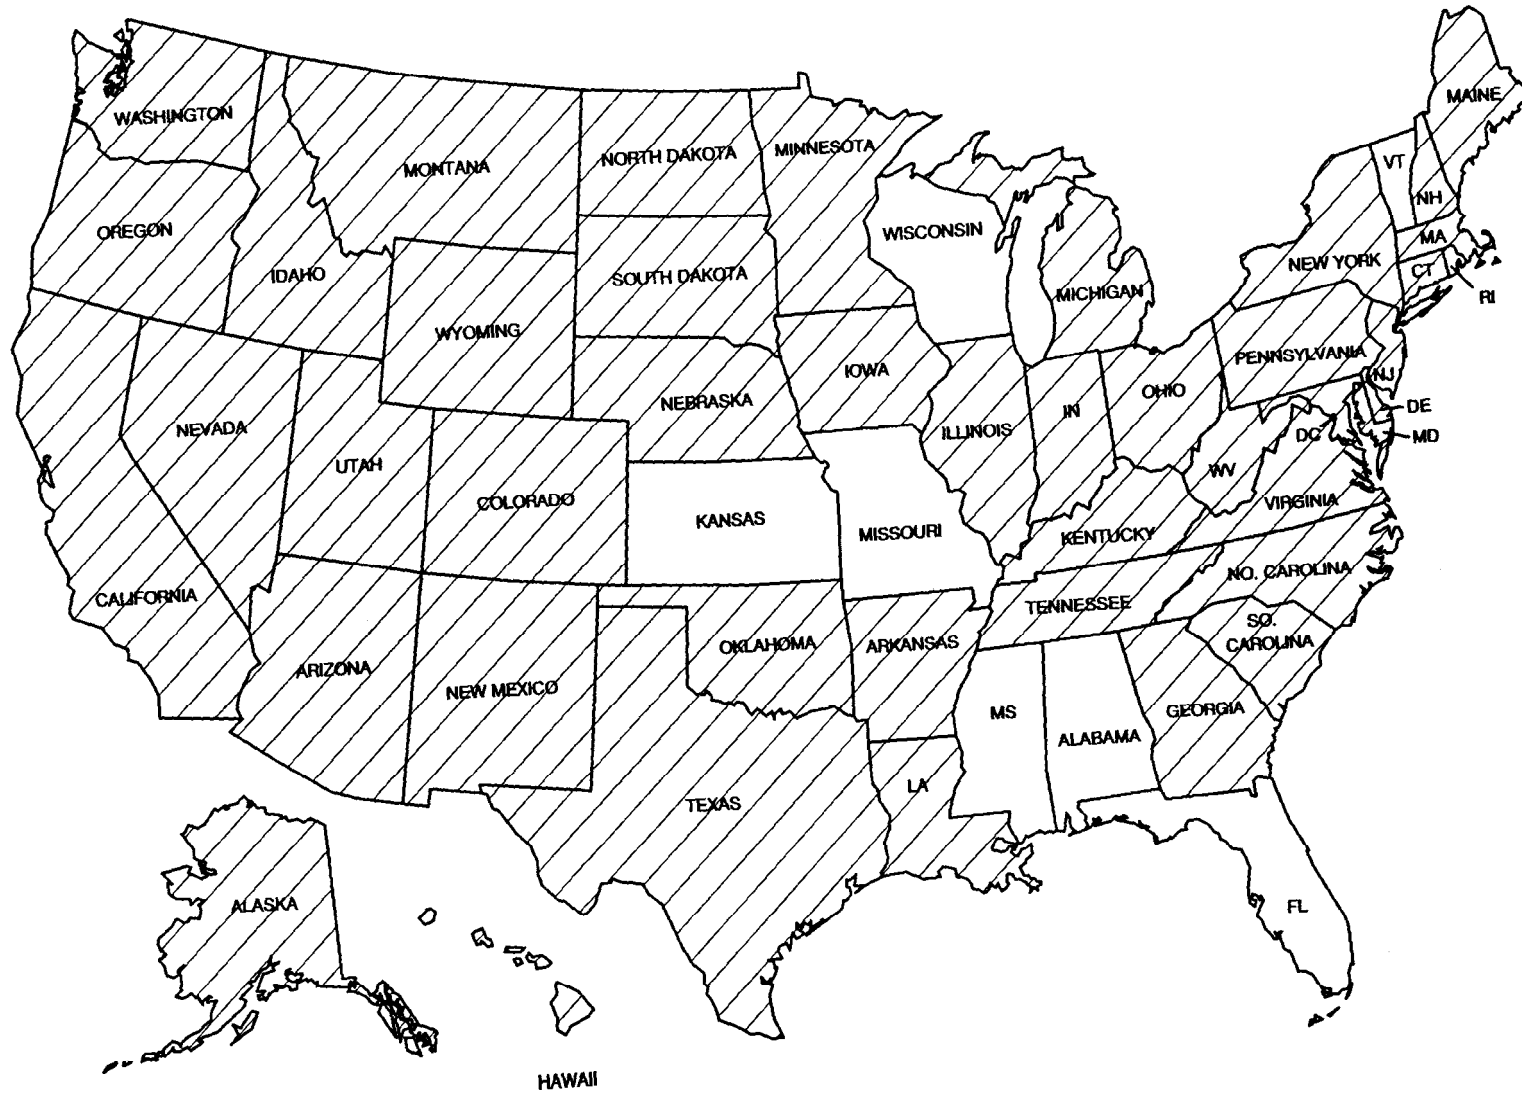 MAINE
WASHINGTON
MONTANA
NORTH DAKOTA
MINNESOTA
VT
NH
OREGON
WISCONSIN
MA
IDAHO
SOUTH DAKOTA
NEW YORK
CT
MICHIGAN
RI
WYOMING
IOWA
PENNSYLVANIA
NJ
NEBRASKA
IN
OHIO
DE
NEVADA
ILLINOIS
DC
MD
UTAH
WV
COLORADO
VIRGINIA
KANSAS
MISSOURI
KENTUCKY
NO. CAROLINA
CALIFORNIA
TENNESSEE
SO.
CAROLINA
ARIZONA
OKLAHOMA
ARKANSAS
NEW MEXICO
MS
GEORGIA
ALABAMA
TEXAS
LA
ALASKA
FL
HAWAII